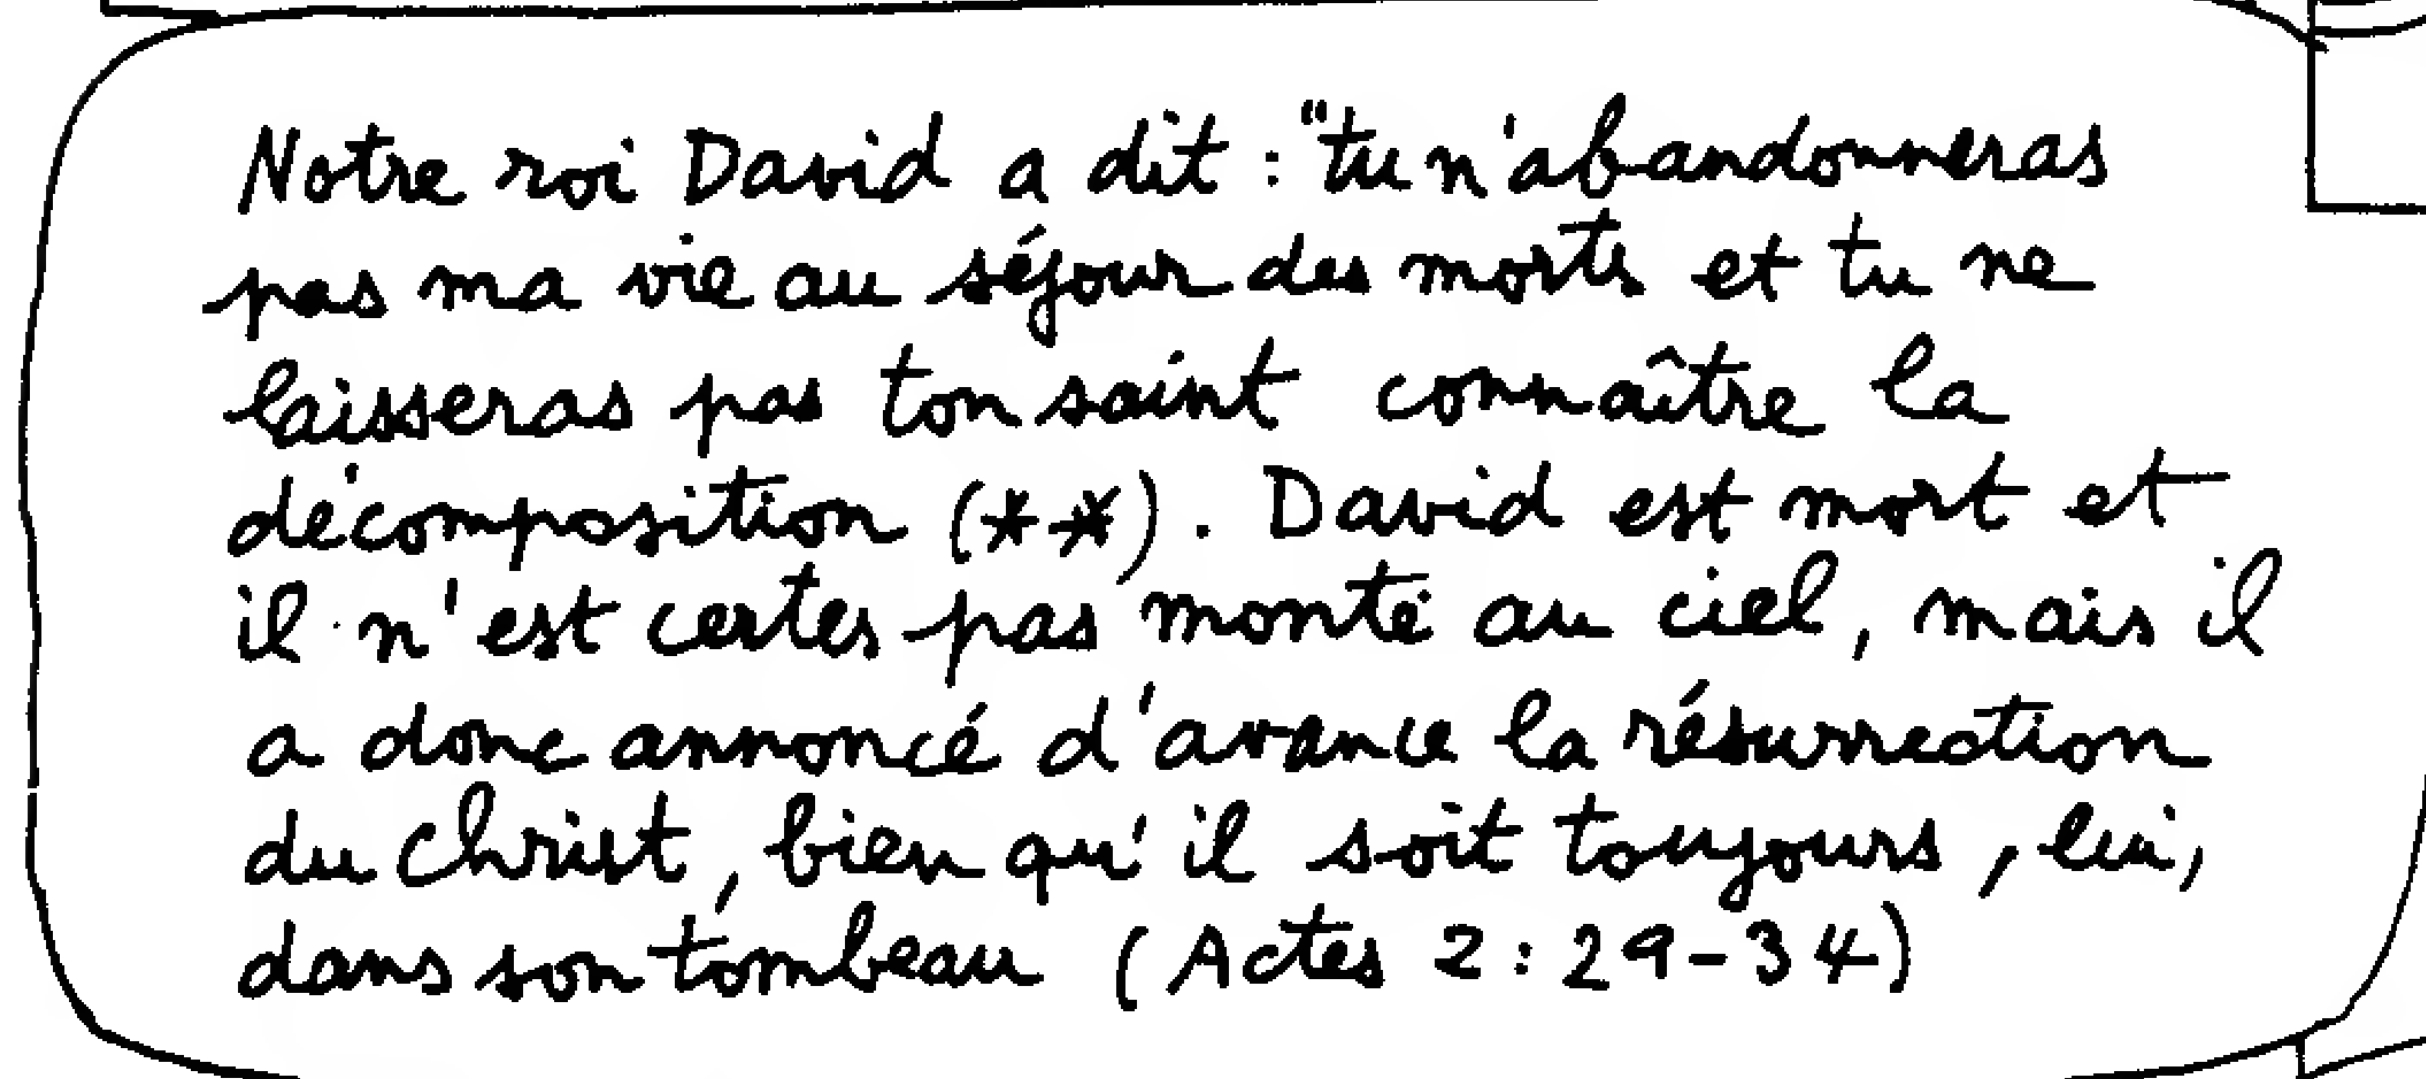 Notre roi David a dit : "tu n'abandonneras
pas ma vie au séjour des morts et tu ne
laisseras pas ton saint connaître la
décomposition (**). David est mort et
il n'est certes pas monté au ciel, mais il
a donc annoncé d'avance la résurrection
du Christ, bien qu'il soit toujours, lui,
dans son tombeau (Actes 2:29-34)